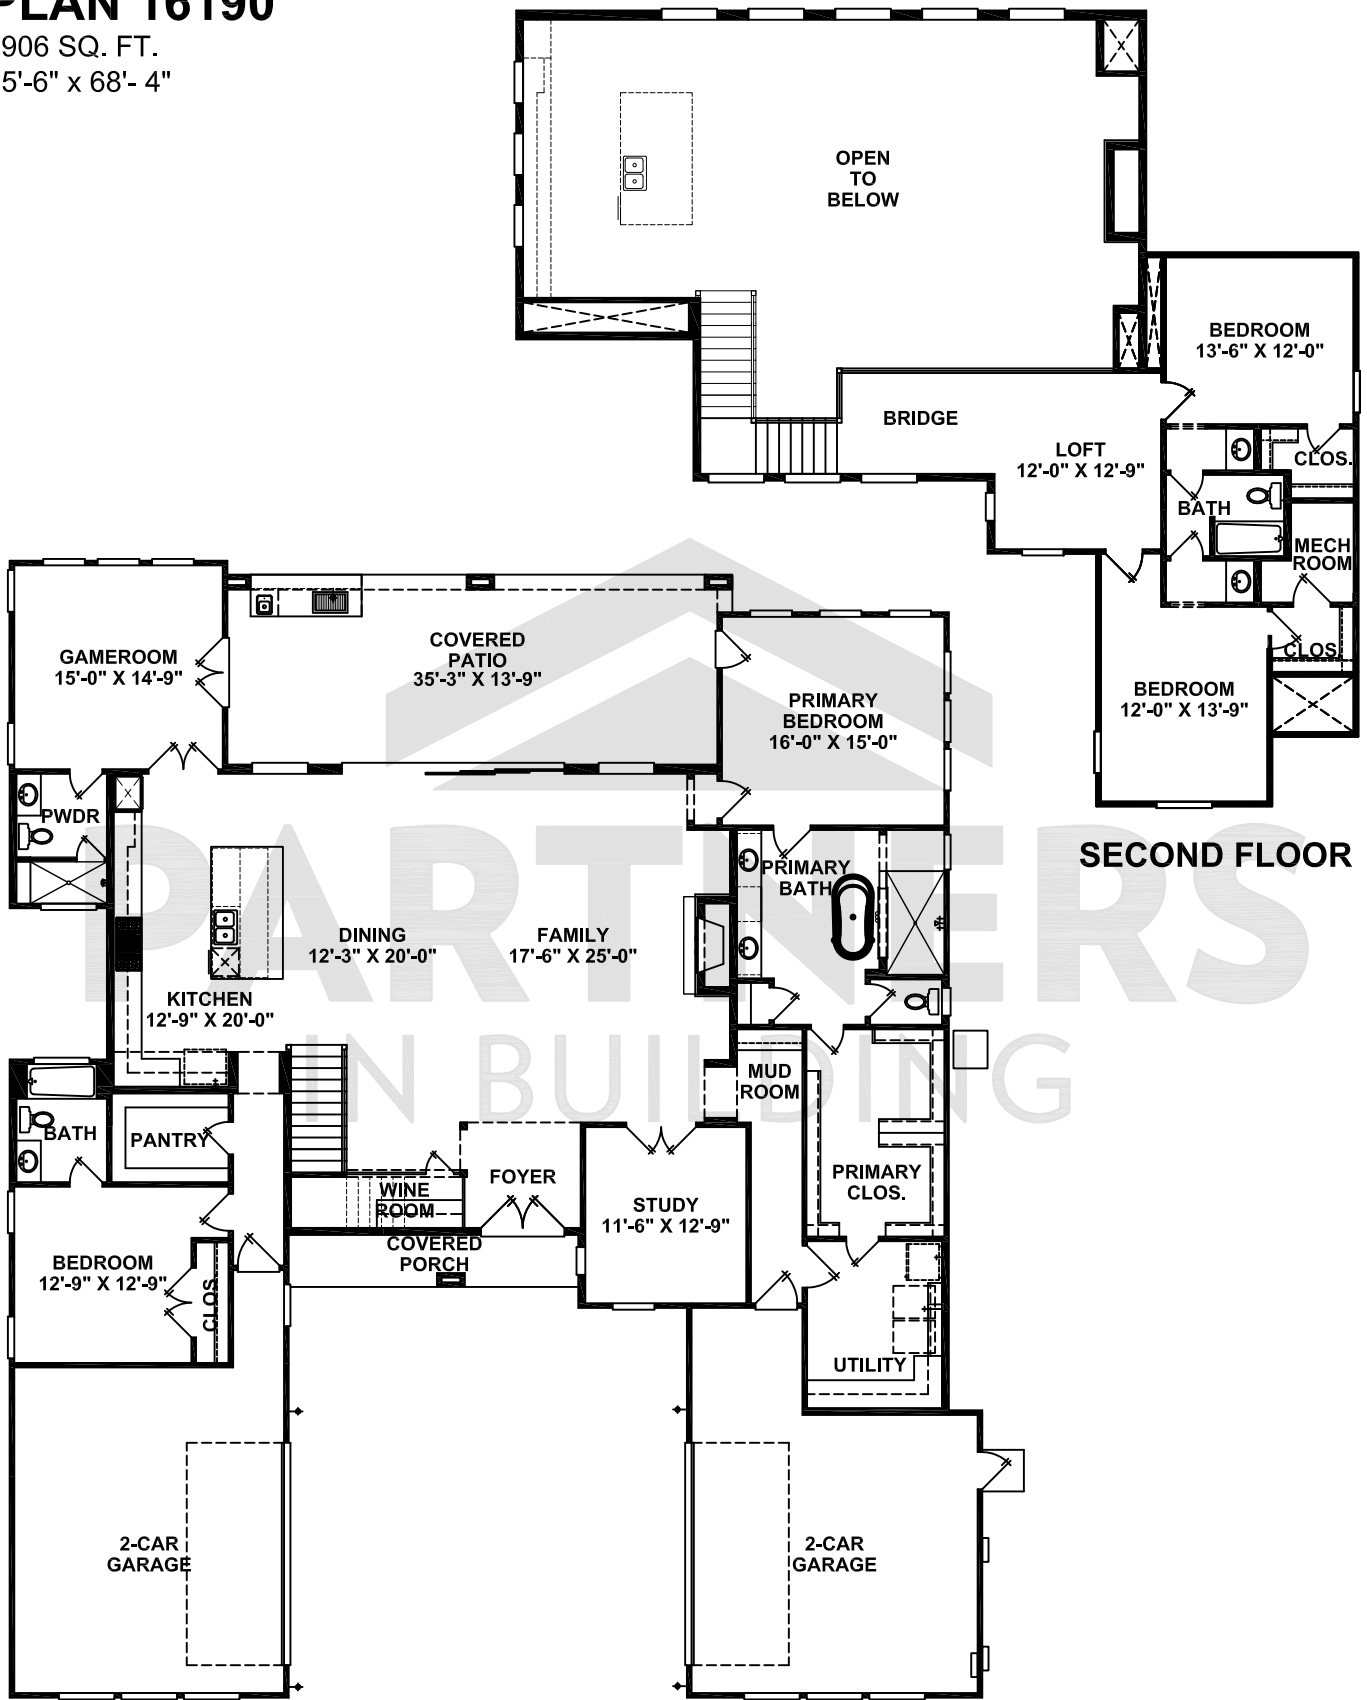 PLAN 16190
906 SQ. FT.
5'-6" x 68'- 4"
OPEN
TO
BELOW
BEDROOM
13'-6" X 12'-0"
BRIDGE
LOFT
12'-0" X 12'-9"
CLOS.
BATH
MECH
ROOM
CLOS.
BEDROOM
12'-0" X 13'-9"
SECOND FLOOR
GAMEROOM
15'-0" X 14'-9"
COVERED
PATIO
35'-3" X 13'-9"
PRIMARY
BEDROOM
16'-0" X 15'-0"
PWDR
PRIMARY
BATH
DINING
12'-3" X 20'-0"
FAMILY
17'-6" X 25'-0"
KITCHEN
12'-9" X 20'-0"
MUD
ROOM
BATH
PANTRY
FOYER
WINE
ROOM
STUDY
11'-6" X 12'-9"
PRIMARY
CLOS.
COVERED
PORCH
BEDROOM
12'-9" X 12'-9"
CLOS.
UTILITY
2-CAR
GARAGE
2-CAR
GARAGE
PARTNERS
IN BUILDING